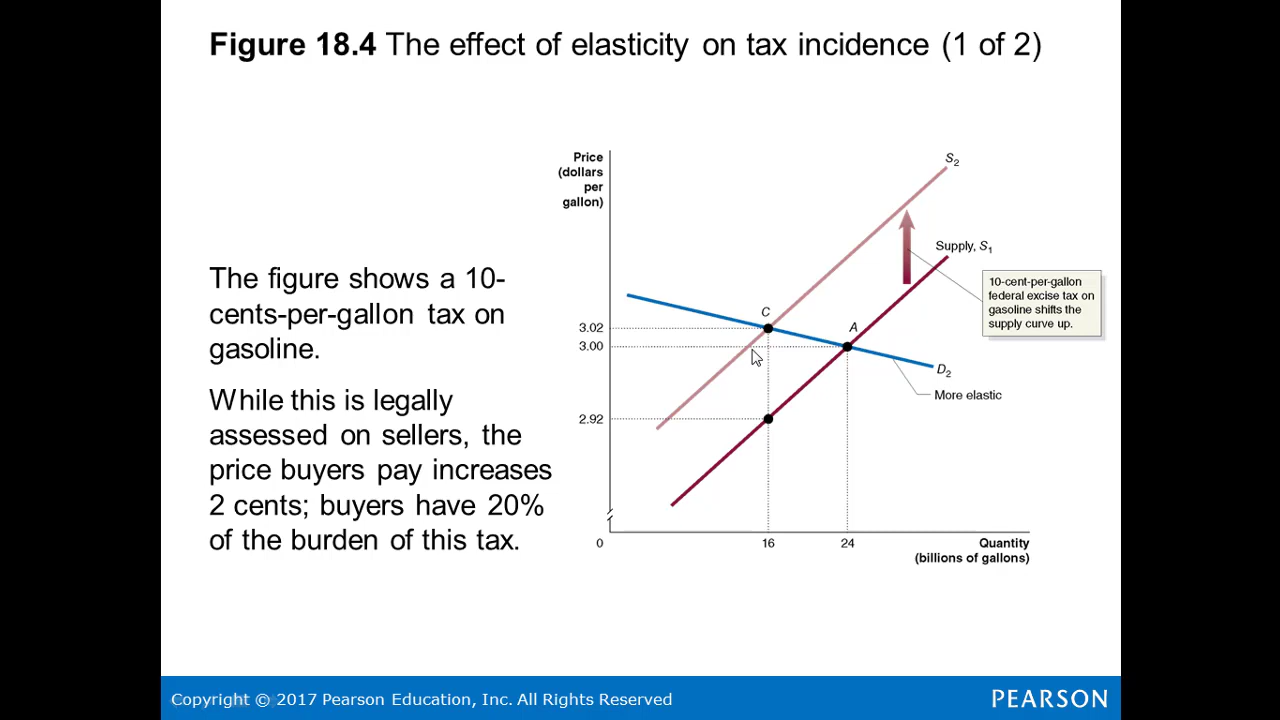 Figure 18.4 The effect of elasticity on tax incidence (1 of 2)
The figure shows a 10-
cents-per-gallon tax on
gasoline.
While this is legally
assessed on sellers, the
price buyers pay increases
2 cents; buyers have 20%
of the burden of this tax.
Price
(dollars
per
gallon)
S2
Supply, S1
10-cent-per-gallon
federal excise tax on
gasoline shifts the
supply curve up.
C
A
3.02
3.00
D2
More elastic
2.92
0
16
24
Quantity
(billions of gallons)
Copyright © 2017 Pearson Education, Inc. All Rights Reserved
PEARSON